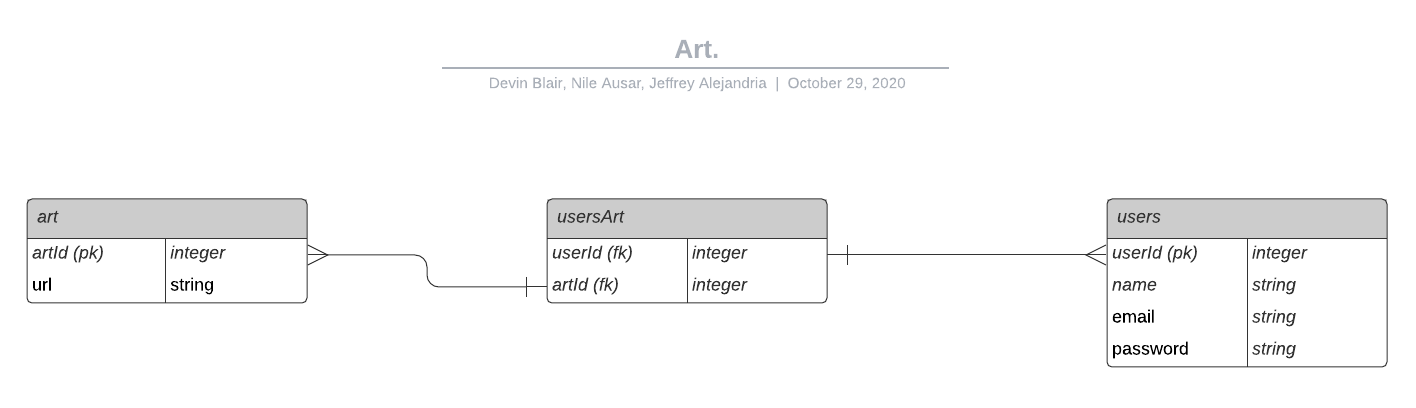 Art.
Devin Blair, Nile Ausar, Jeffrey Alejandria | October 29, 2020
art
artId (pk) integer
url string
usersArt
userId (fk) integer
artId (fk) integer
users
userId (pk) integer
name string
email string
password string